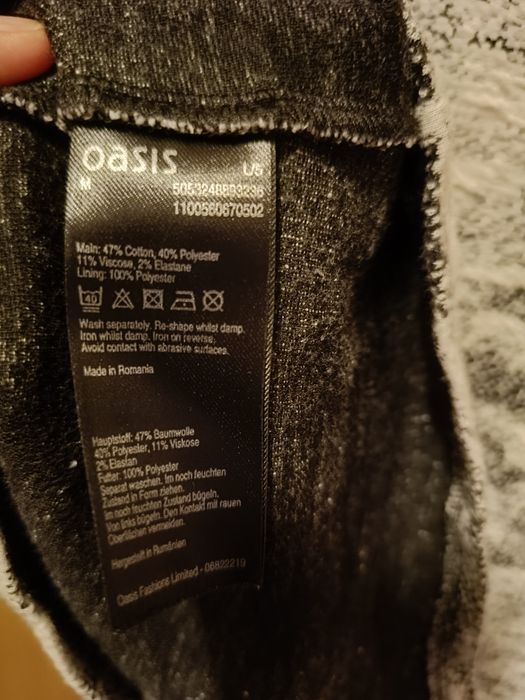 oasis
M
U5
5053248893236
1100560670502
Main: 47% Cotton, 40% Polyester
11% Viscose, 2% Elastane
Lining: 100% Polyester
40
Wash separately. Re-shape whilst damp.
Iron whilst damp. Iron on reverse.
Avoid contact with abrasive surfaces.
Made in Romania
Hauptstoff: 47% Baumwolle
40% Polyester, 11% Viskose
2% Elastan
Futter: 100% Polyester
Separat waschen. Im noch feuchten
Zustand in Form ziehen.
Im noch feuchten Zustand bügeln.
Von links bügeln. Den Kontakt mit rauen
Oberflächen vermeiden.
Hergestellt in Rumänien
Oasis Fashions Limited - 06822219